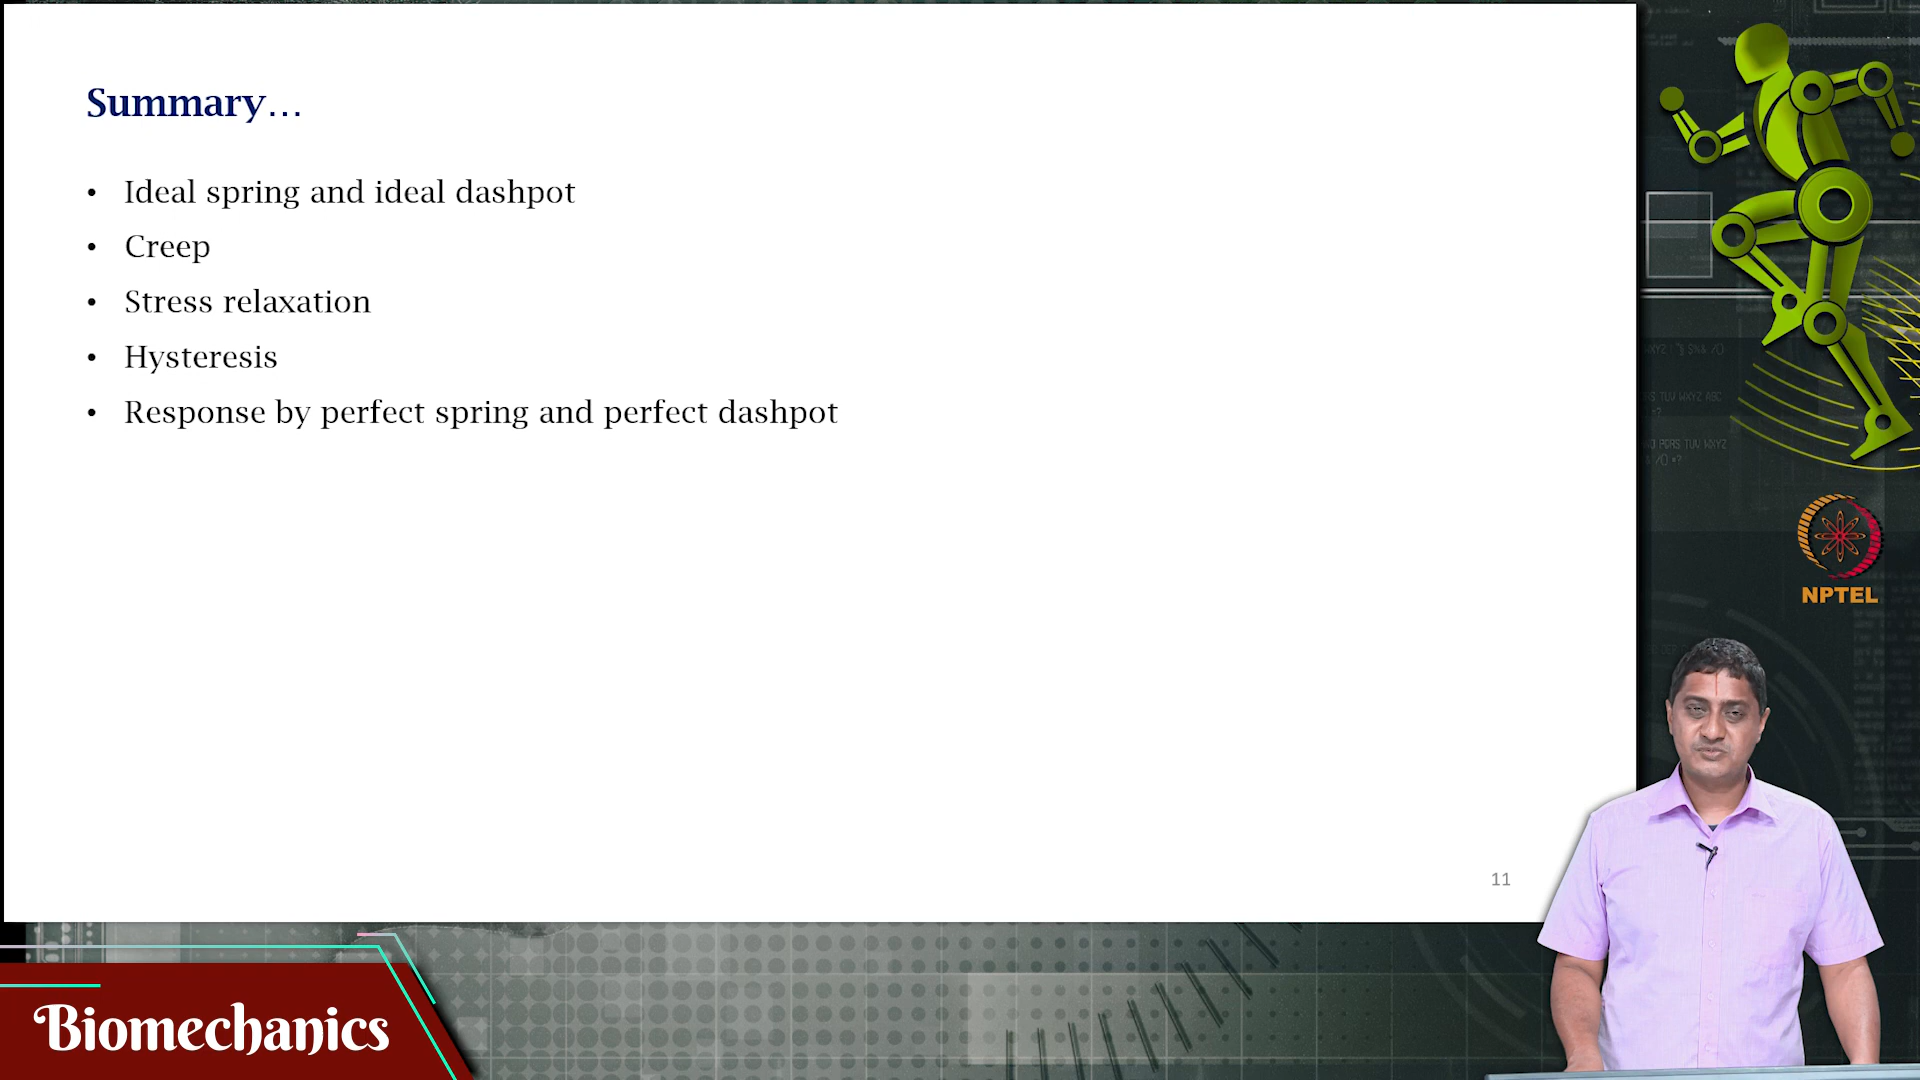 Summary...
• Ideal spring and ideal dashpot
• Creep
• Stress relaxation
• Hysteresis
• Response by perfect spring and perfect dashpot
11
NPTEL
Biomechanics